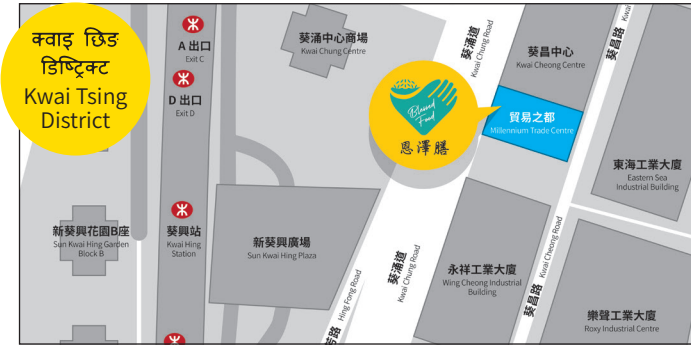 क्वाइ छिङ
डिष्ट्रिक्ट
Kwai Tsing
District
A 出口
Exit C
D 出口
Exit D
葵涌中心商場
Kwai Chung Centre
葵涌道
Kwai Chung Road
葵昌中心
Kwai Cheong Centre
葵昌路
Kwai
Blessed
Food
恩澤膳
貿易之都
Millennium Trade Centre
東海工業大廈
Eastern Sea
Industrial Building
新葵興花園B座
Sun Kwai Hing Garden
Block B
葵興站
Kwai Hing
Station
新葵興廣場
Sun Kwai Hing Plaza
葵涌道
Kwai Chung Road
永祥工業大廈
Wing Cheong Industrial
Building
葵昌路
Kwai Cheong Road
Hing Fong Road
芳路
樂聲工業大廈
Roxy Industrial Centre